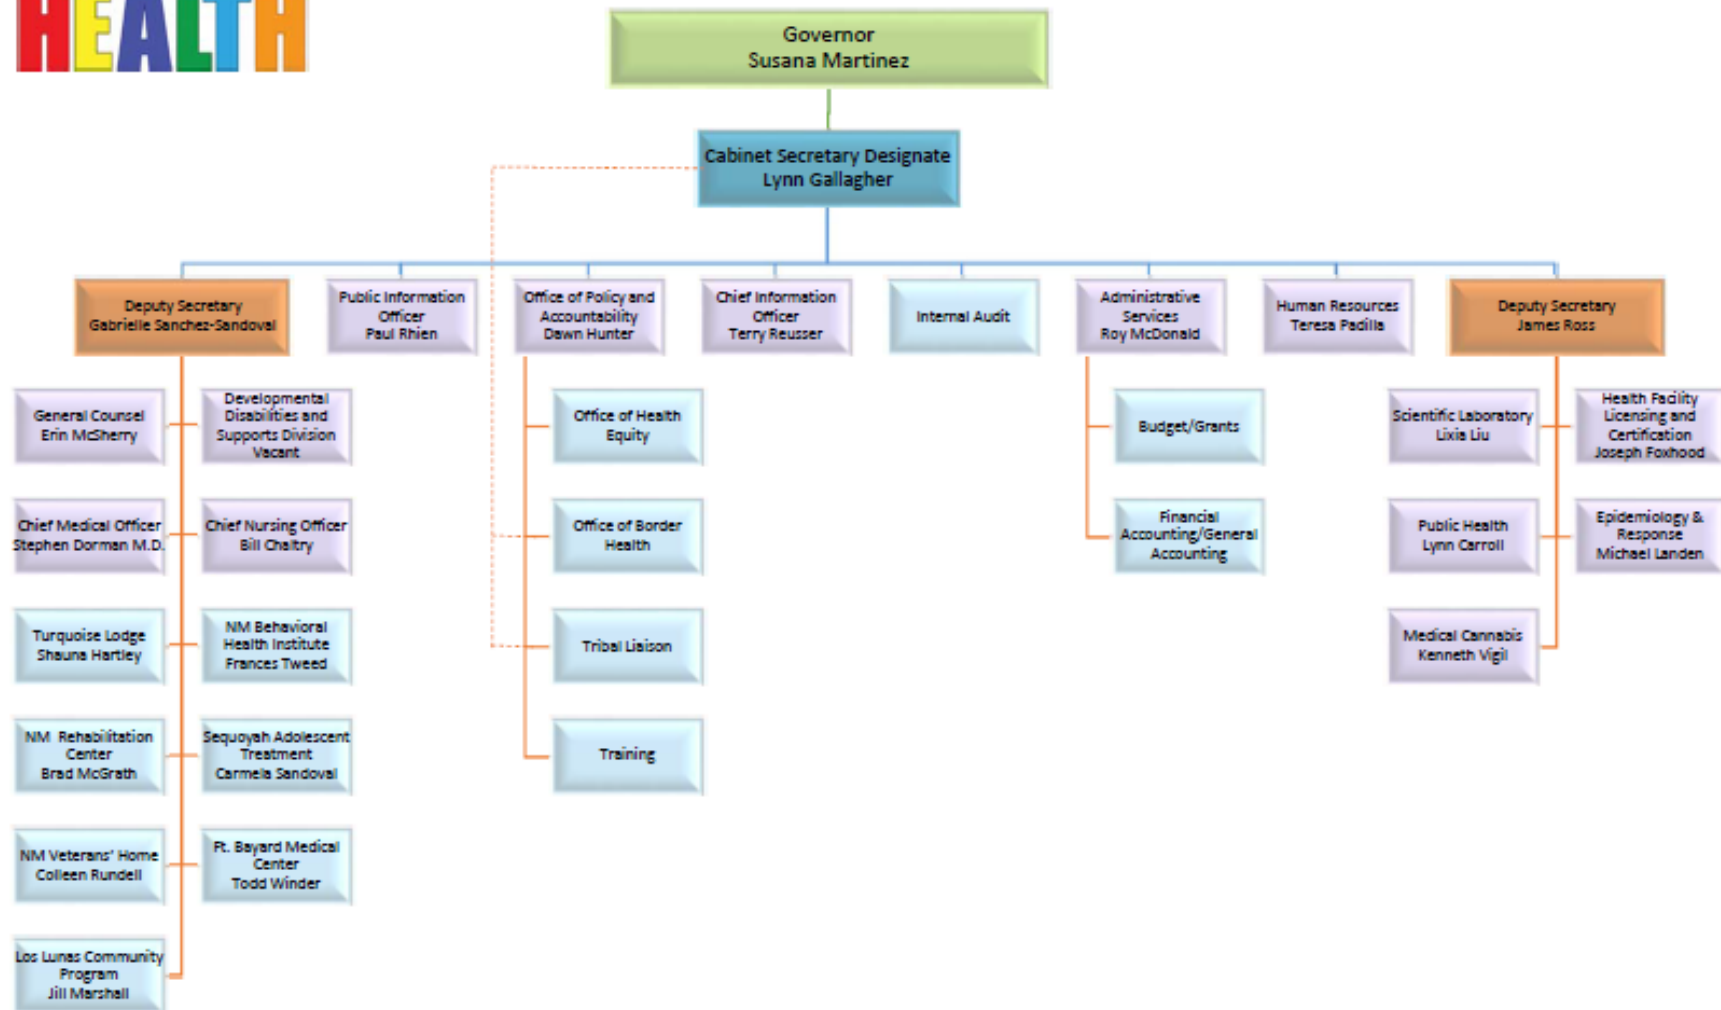 HEALTH
Governor
Susana Martinez
Cabinet Secretary Designate
Lynn Gallagher
Deputy Secretary
Gabrielle Sanchez-Sandoval
Public Information
Officer
Paul Rhien
Office of Policy and
Accountability
Dawn Hunter
Chief Information
Officer
Terry Reusser
Internal Audit
Administrative
Services
Roy McDonald
Human Resources
Teresa Padilla
Deputy Secretary
James Ross
General Counsel
Erin McSherry
Developmental
Disabilities and
Supports Division
Vacant
Office of Health
Equity
Budget/Grants
Scientific Laboratory
Lixia Liu
Health Facility
Licensing and
Certification
Joseph Foxhood
Chief Medical Officer
Stephen Dorman M.D.
Chief Nursing Officer
Bill Chaltry
Office of Border
Health
Financial
Accounting/General
Accounting
Public Health
Lynn Carroll
Epidemiology &
Response
Michael Landen
Turquoise Lodge
Shauna Hartley
NM Behavioral
Health Institute
Frances Tweed
Tribal Liaison
Medical Cannabis
Kenneth Vigil
NM Rehabilitation
Center
Brad McGrath
Sequoyah Adolescent
Treatment
Carmela Sandoval
Training
NM Veterans' Home
Colleen Rundell
Ft. Bayard Medical
Center
Todd Winder
Los Lunas Community
Program
Jill Marshall